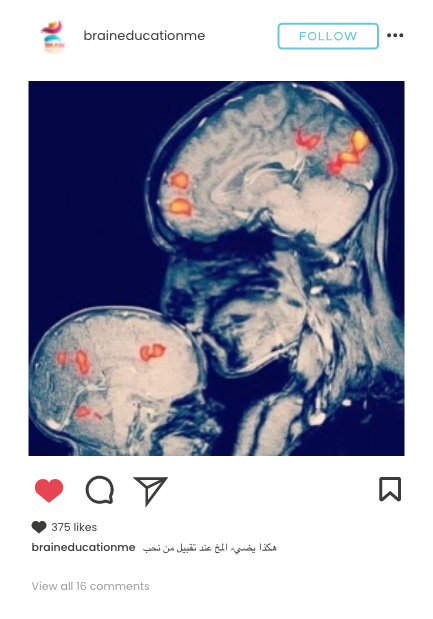 braineducationme
FOLLOW
375 likes
braineducationme هكذا يضيء المخ عند تقبيل من نحب
View all 16 comments